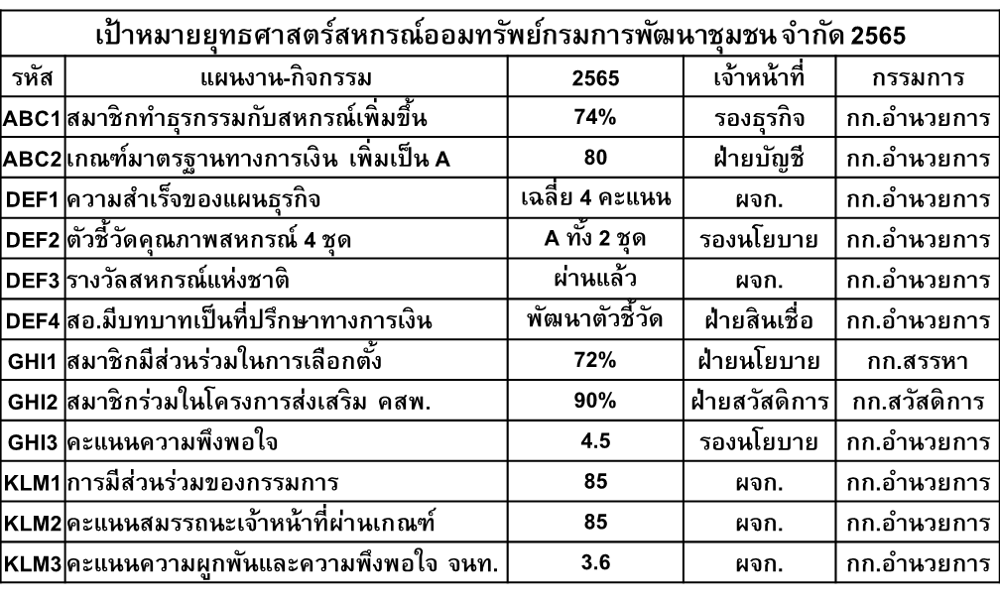 เป้าหมายยุทธศาสตร์สหกรณ์ออมทรัพย์กรมการพัฒนาชุมชน จำกัด 2565
รหัส แผนงาน-กิจกรรม 2565 เจ้าหน้าที่ กรรมการ
ABC1 สมาชิกทำธุรกรรมกับสหกรณ์เพิ่มขึ้น 74% รองธุรกิจ กก.อำนวยการ
ABC2 เกณฑ์มาตรฐานทางการเงิน เพิ่มเป็น A 80 ฝ่ายบัญชี กก.อำนวยการ
DEF1 ความสำเร็จของแผนธุรกิจ เฉลี่ย 4 คะแนน ผจก. กก.อำนวยการ
DEF2 ตัวชี้วัดคุณภาพสหกรณ์ 4 ชุด A ทั้ง 2 ชุด รองนโยบาย กก.อำนวยการ
DEF3 รางวัลสหกรณ์แห่งชาติ ผ่านแล้ว ผจก. กก.อำนวยการ
DEF4 สอ.มีบทบาทเป็นที่ปรึกษาทางการเงิน พัฒนาตัวชี้วัด ฝ่ายสินเชื่อ กก.อำนวยการ
GHI1 สมาชิกมีส่วนร่วมในการเลือกตั้ง 72% ฝ่ายนโยบาย กก.สรรหา
GHI2 สมาชิกร่วมในโครงการส่งเสริม คสพ. 90% ฝ่ายสวัสดิการ กก.สวัสดิการ
GHI3 คะแนนความพึงพอใจ 4.5 รองนโยบาย กก.อำนวยการ
KLM1 การมีส่วนร่วมของกรรมการ 85 ผจก. กก.อำนวยการ
KLM2 คะแนนสมรรถนะเจ้าหน้าที่ผ่านเกณฑ์ 85 ผจก. กก.อำนวยการ
KLM3 คะแนนความผูกพันและความพึงพอใจ จนท. 3.6 ผจก. กก.อำนวยการ